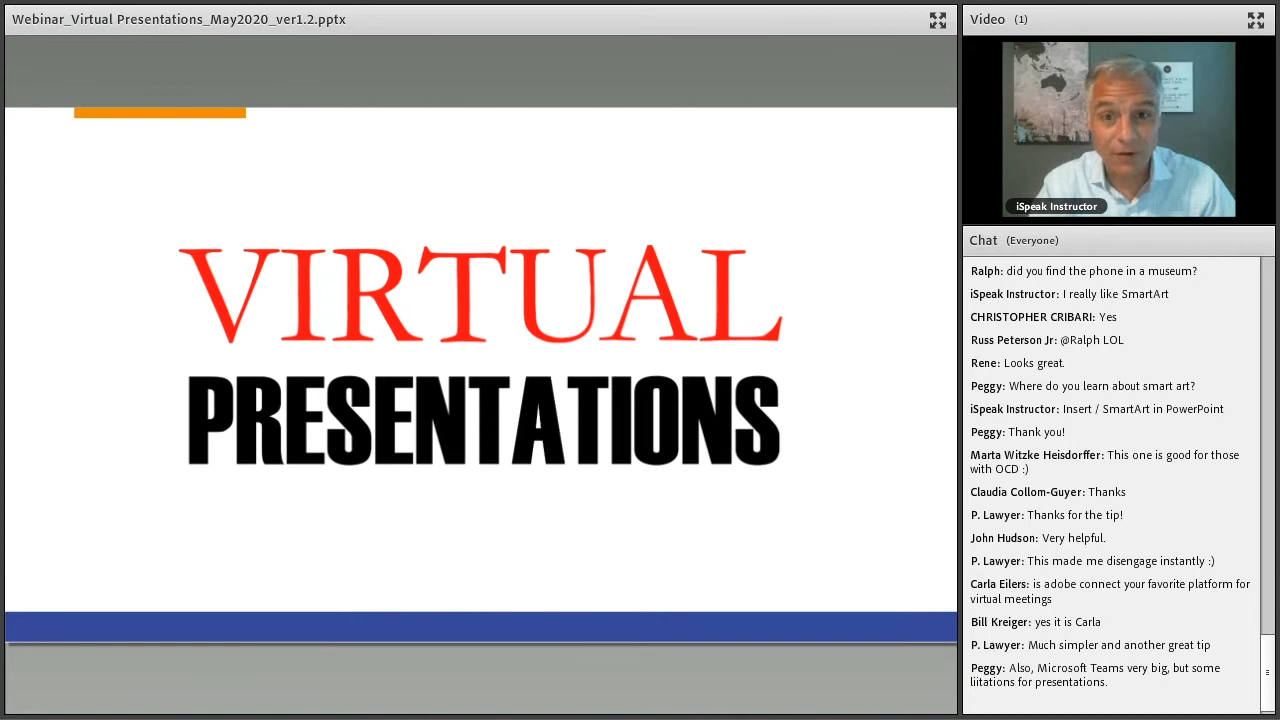 Webinar_Virtual Presentations_May2020_ver1.2.pptx
VIRTUAL
PRESENTATIONS
Video (1)
iSpeak Instructor
Chat (Everyone)
Ralph: did you find the phone in a museum?
iSpeak Instructor: I really like SmartArt
CHRISTOPHER CRIBARI: Yes
Russ Peterson Jr: @Ralph LOL
Rene: Looks great.
Peggy: Where do you learn about smart art?
iSpeak Instructor: Insert / SmartArt in PowerPoint
Peggy: Thank you!
Marta Witzke Heisdorffer: This one is good for those
with OCD :)
Claudia Collom-Guyer: Thanks
P. Lawyer: Thanks for the tip!
John Hudson: Very helpful.
P. Lawyer: This made me disengage instantly :)
Carla Eilers: is adobe connect your favorite platform for
virtual meetings
Bill Kreiger: yes it is Carla
P. Lawyer: Much simpler and another great tip
Peggy: Also, Microsoft Teams very big, but some
liitations for presentations.